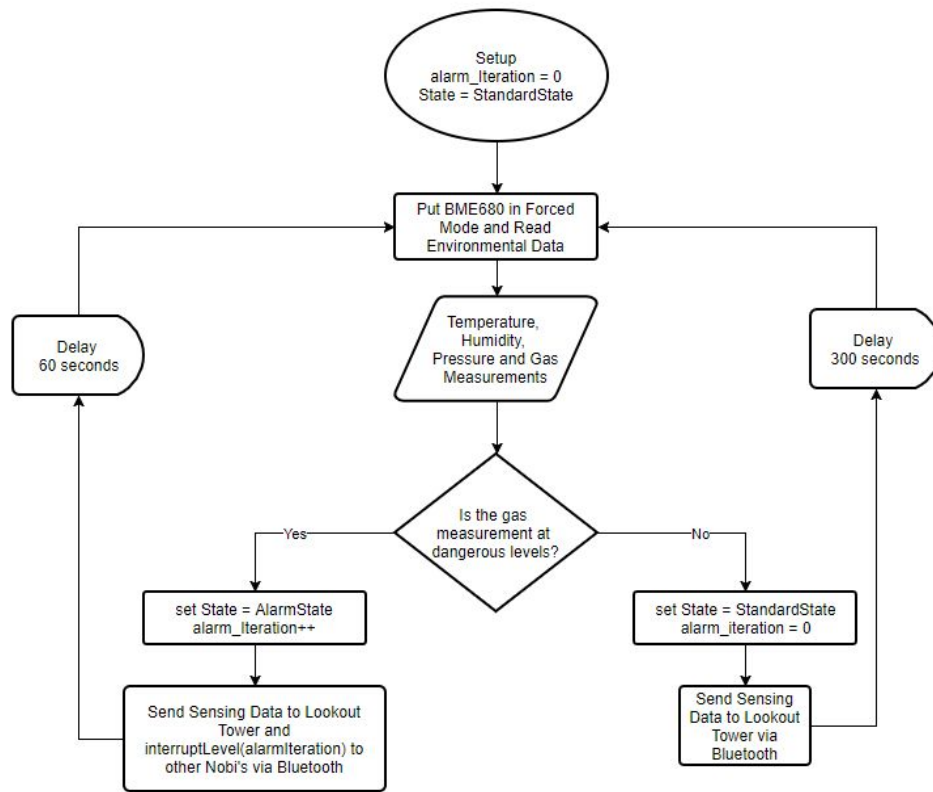 Setup
alarm_Iteration = 0
State = StandardState
Put BME680 in Forced
Mode and Read
Environmental Data
Temperature,
Humidity,
Pressure and Gas
Measurements
Delay
60 seconds
Delay
300 seconds
Is the gas
measurement at
dangerous levels?
Yes
No
set State = AlarmState
alarm_Iteration++
set State = StandardState
alarm_iteration = 0
Send Sensing Data to Lookout
Tower and
interruptLevel(alarmIteration) to
other Nobi's via Bluetooth
Send Sensing
Data to Lookout
Tower via
Bluetooth